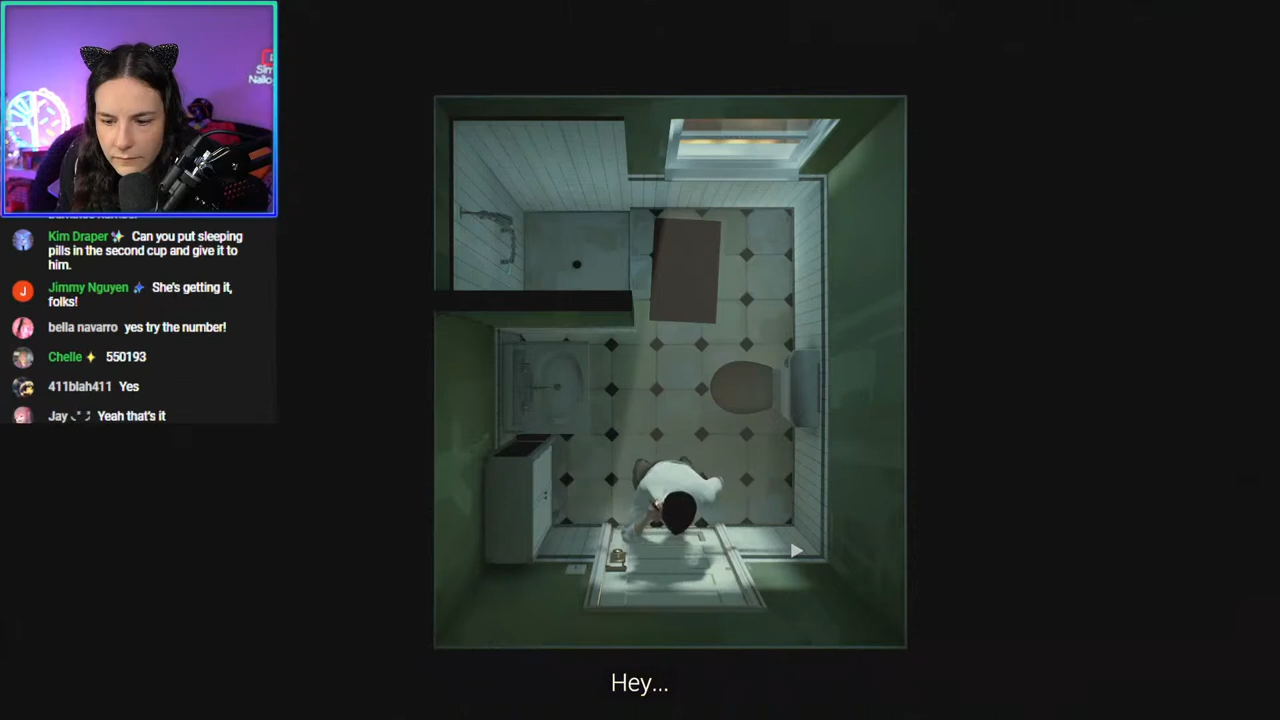 Kim Draper Can you put sleeping
pills in the second cup and give it to
him.
Jimmy Nguyen She's getting it,
folks!
bella navarro yes try the number!
Chelle 550193
411blah411 Yes
Jay Yeah that's it
Hey...